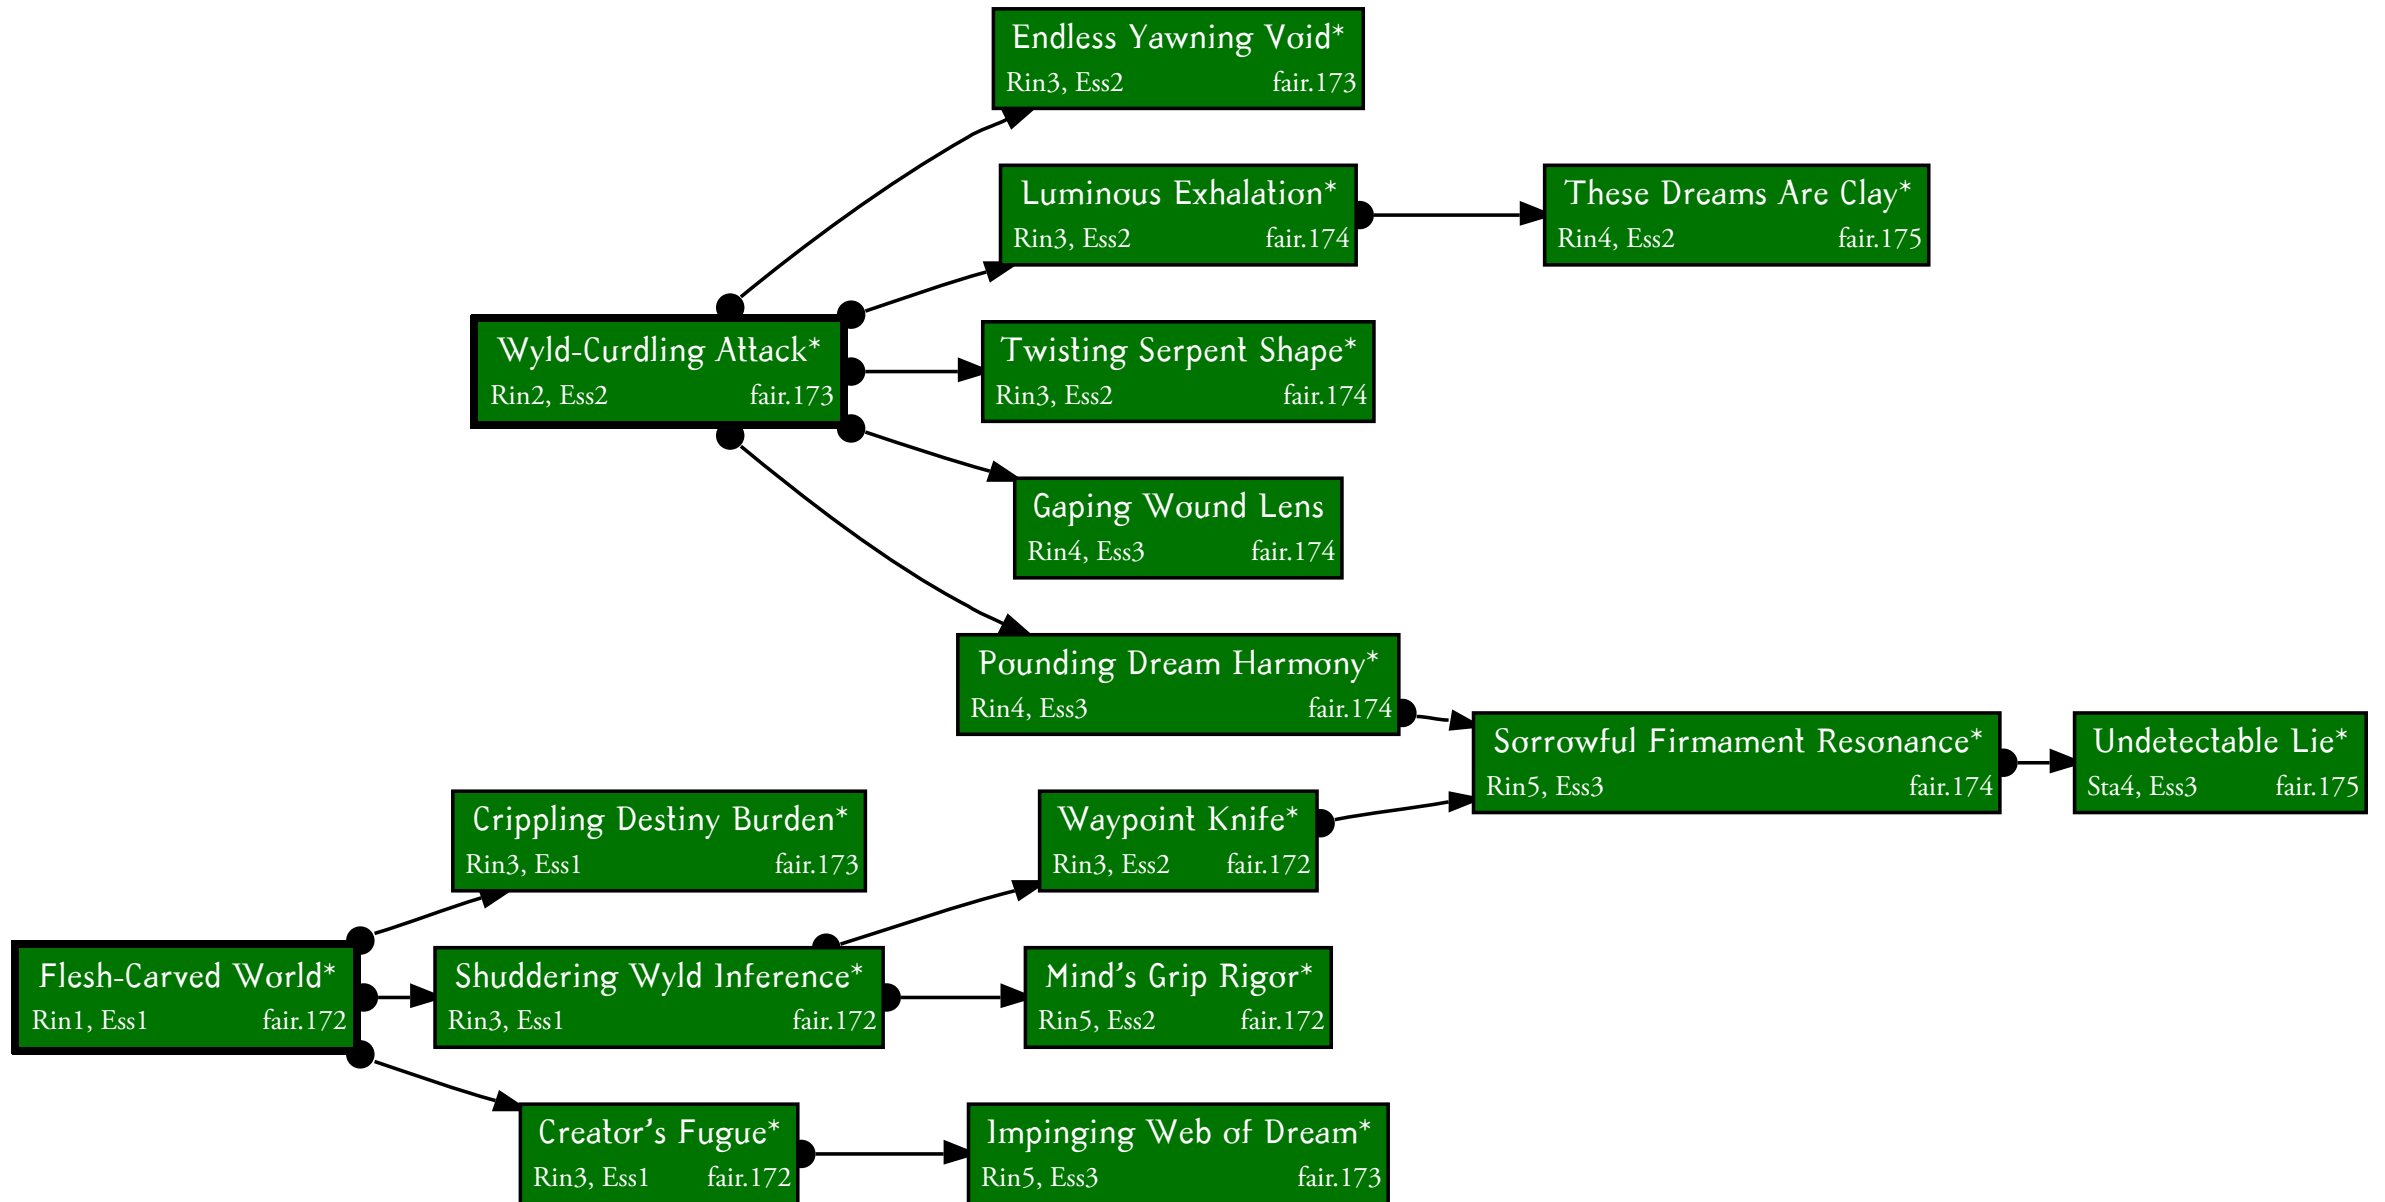 Endless Yawning Void*
Rin3, Ess2 fair.173
Luminous Exhalation*
Rin3, Ess2 fair.174
These Dreams Are Clay*
Rin4, Ess2 fair.175
Wyld-Curdling Attack*
Rin2, Ess2 fair.173
Twisting Serpent Shape*
Rin3, Ess2 fair.174
Gaping Wound Lens
Rin4, Ess3 fair.174
Pounding Dream Harmony*
Rin4, Ess3 fair.174
Sorrowful Firmament Resonance*
Rin5, Ess3 fair.174
Undetectable Lie*
Sta4, Ess3 fair.175
Crippling Destiny Burden*
Rin3, Ess1 fair.173
Waypoint Knife*
Rin3, Ess2 fair.172
Flesh-Carved World*
Rin1, Ess1 fair.172
Shuddering Wyld Inference*
Rin3, Ess1 fair.172
Mind's Grip Rigor*
Rin5, Ess2 fair.172
Creator's Fugue*
Rin3, Ess1 fair.172
Impinging Web of Dream*
Rin5, Ess3 fair.173